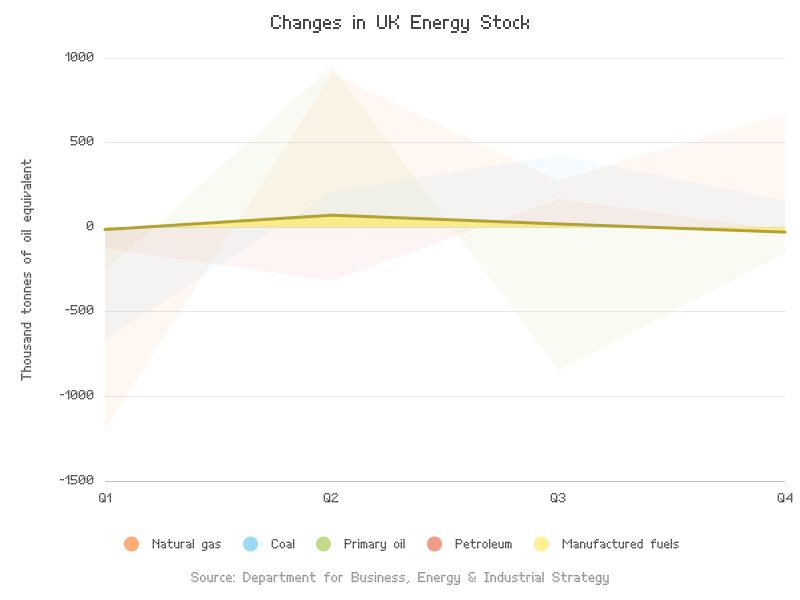 Changes in UK Energy Stock
Thousand tonnes of oil equivalent
1000
500
0
-500
-1000
-1500
Q1 Q2 Q3 Q4
Natural gas Coal Primary oil Petroleum Manufactured fuels
Source: Department for Business, Energy & Industrial Strategy